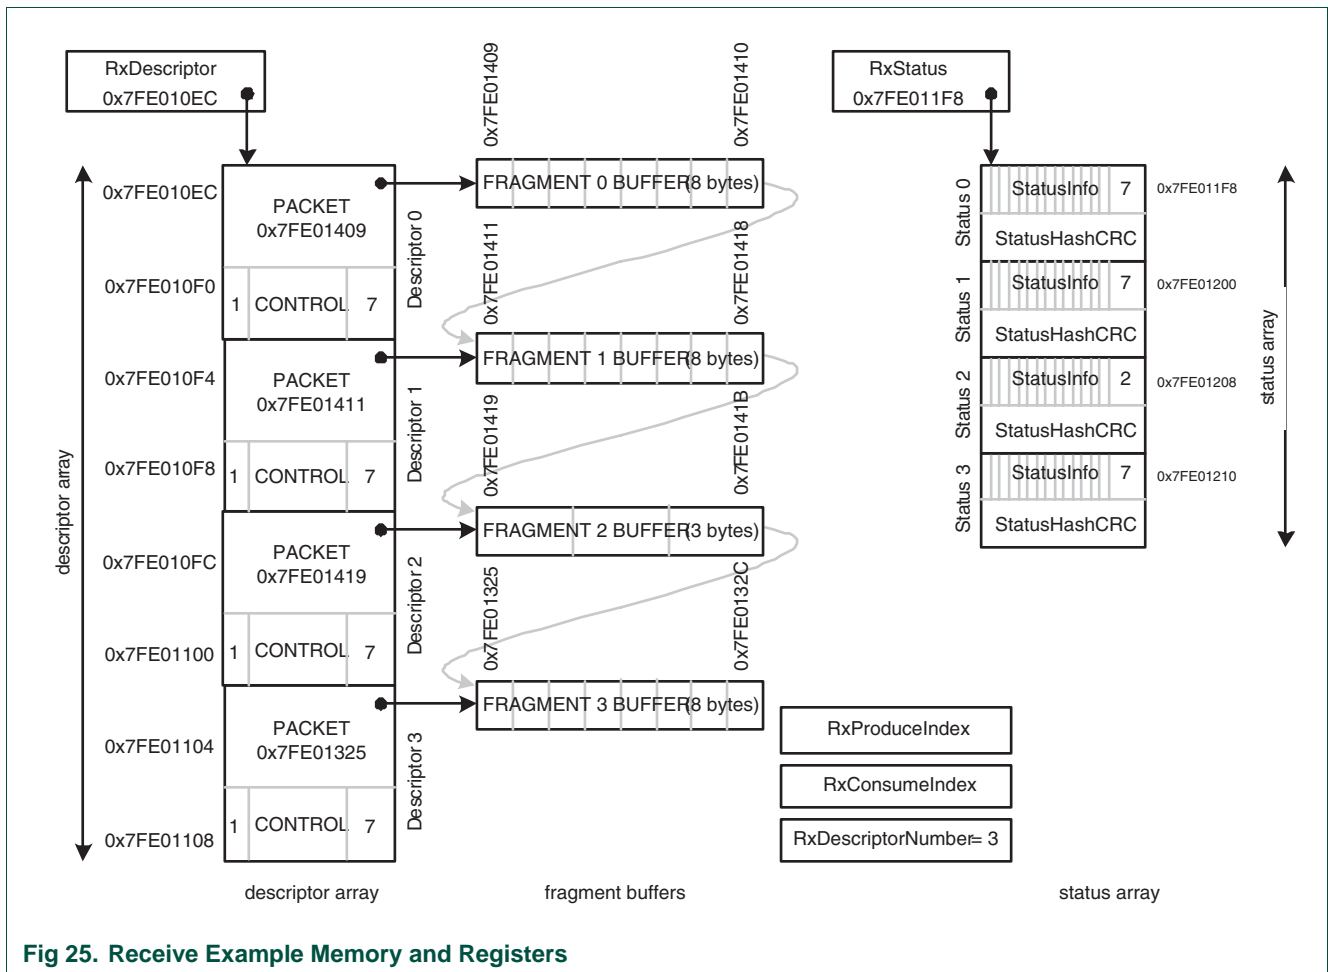 RxDescriptor
0x7FE010EC
descriptor array
0x7FE010EC
PACKET
0x7FE01409
Descriptor 0
0x7FE010F0
1 CONTROL 7
0x7FE010F4
PACKET
0x7FE01411
Descriptor 1
0x7FE010F8
1 CONTROL 7
0x7FE010FC
PACKET
0x7FE01419
Descriptor 2
0x7FE01100
1 CONTROL 7
0x7FE01104
PACKET
0x7FE01325
Descriptor 3
0x7FE01108
1 CONTROL 7
descriptor array
0x7FE01409
0x7FE01410
FRAGMENT 0 BUFFER(8 bytes)
0x7FE01411
0x7FE01418
FRAGMENT 1 BUFFER(8 bytes)
0x7FE01419
0x7FE0141B
FRAGMENT 2 BUFFER(3 bytes)
0x7FE01325
0x7FE0132C
FRAGMENT 3 BUFFER(8 bytes)
fragment buffers
RxProduceIndex
RxConsumeIndex
RxDescriptorNumber= 3
RxStatus
0x7FE011F8
Status 0
StatusInfo 7
0x7FE011F8
StatusHashCRC
Status 1
StatusInfo 7
0x7FE01200
StatusHashCRC
Status 2
StatusInfo 2
0x7FE01208
StatusHashCRC
Status 3
StatusInfo 7
0x7FE01210
StatusHashCRC
status array
status array
Fig 25. Receive Example Memory and Registers